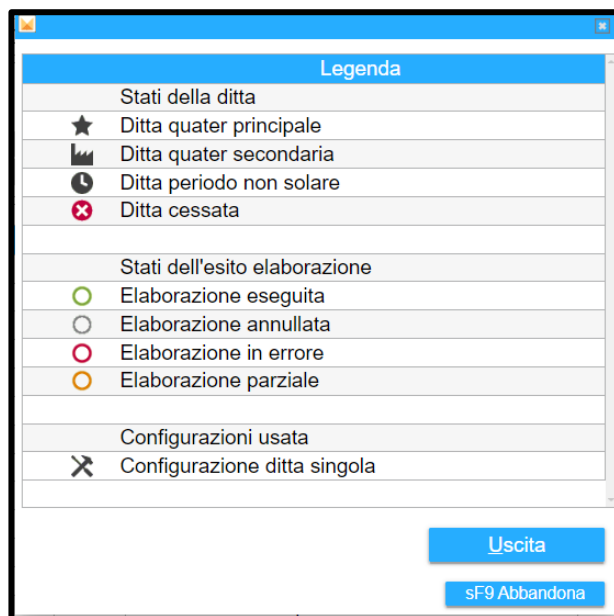 Legenda
Stati della ditta
Ditta quater principale
Ditta quater secondaria
Ditta periodo non solare
Ditta cessata
Stati dell'esito elaborazione
Elaborazione eseguita
Elaborazione annullata
Elaborazione in errore
Elaborazione parziale
Configurazioni usata
Configurazione ditta singola
Uscita
sF9 Abbandona